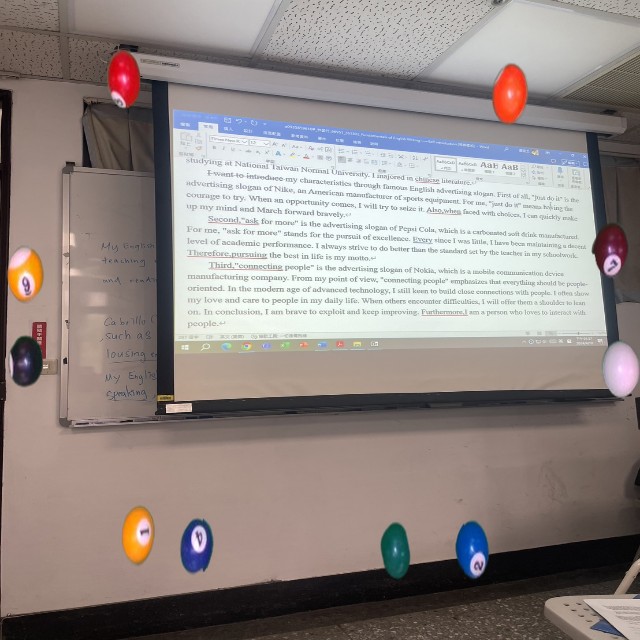 studying at National Taiwan Normal University. I majored in chinese literature.
I want to introduce my characteristics through famous English advertising slogan. First of all, "just do it" is the
advertising slogan of Nike, an American manufacturer of sports equipment. For me, "just do it" means having the
courage to try. When an opportunity comes, I will try to seize it. Also,when faced with choices, I can quickly make
up my mind and March forward bravely.
Second,"ask for more" is the advertising slogan of Pepsi Cola, which is a carbonated soft drink manufactured.
For me, "ask for more" stands for the pursuit of excellence. Every since I was little, I have been maintaining a decent
level of academic performance. I always strive to do better than the standard set by the teacher in my schoolwork.
Therefore,pursuing the best in life is my motto.
Third,"connecting people" is the advertising slogan of Nokia, which is a mobile communication device
manufacturing company. From my point of view, "connecting people" emphasizes that everything should be people-
oriented. In the modern age of advanced technology, I still keen to build close connections with people. I often show
my love and care to people in my daily life. When others encounter difficulties, I will offer them a shoulder to lean
on. In conclusion, I am brave to exploit and keep improving. Furthermore,I am a person who loves to interact with
people.
My
teaching
and
Cabrillo
such as
lousing
My English
speaking
6
1
4
2
7